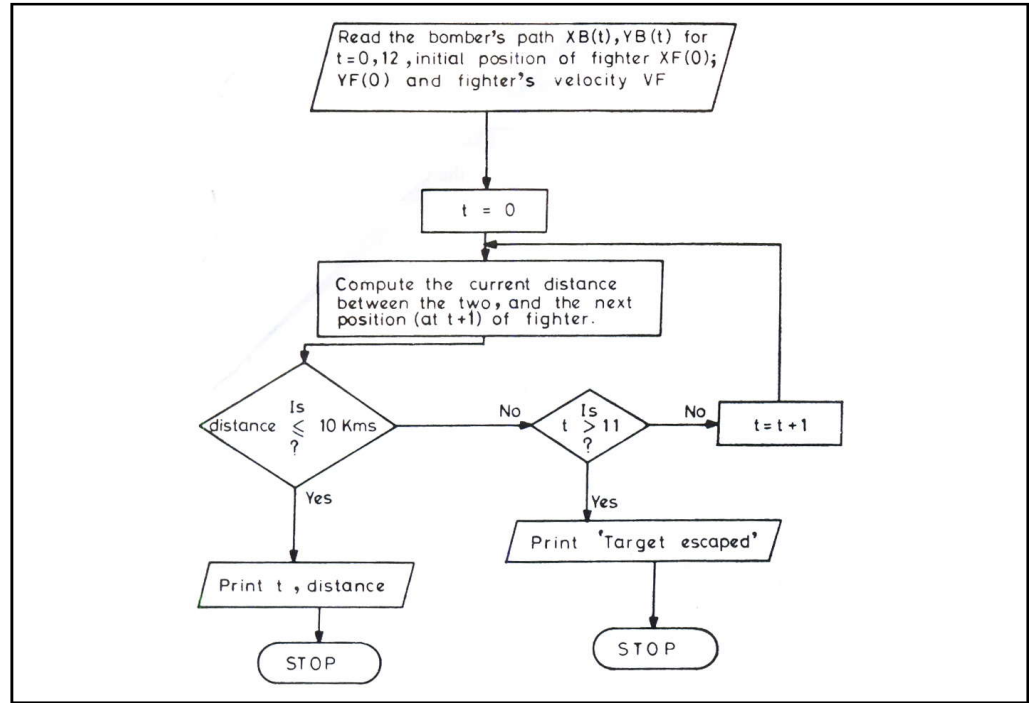 Read the bomber's path XB(t),YB(t) for
t=0,12, initial position of fighter XF(0);
YF(0) and fighter's velocity VF
t = 0
Compute the current distance
between the two, and the next
position (at t+1) of fighter.
Is
distance ≤ 10 Kms
?
No
Is
t > 11
?
No
t=t+1
Yes
Yes
Print t, distance
Print 'Target escaped'
STOP
STOP